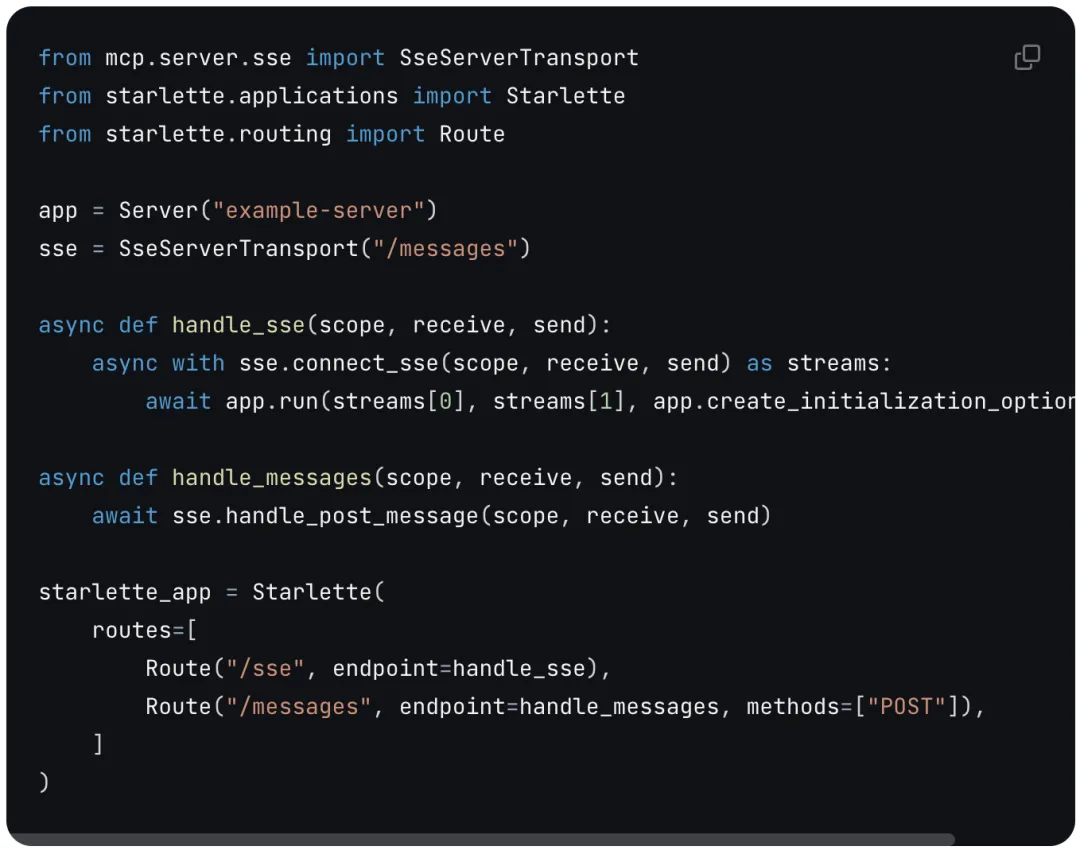 from mcp.server.sse import SseServerTransport
from starlette.applications import Starlette
from starlette.routing import Route

app = Server("example-server")
sse = SseServerTransport("/messages")

async def handle_sse(scope, receive, send):
    async with sse.connect_sse(scope, receive, send) as streams:
        await app.run(streams[0], streams[1], app.create_initialization_option

async def handle_messages(scope, receive, send):
    await sse.handle_post_message(scope, receive, send)

starlette_app = Starlette(
    routes=[
        Route("/sse", endpoint=handle_sse),
        Route("/messages", endpoint=handle_messages, methods=["POST"]),
    ]
)